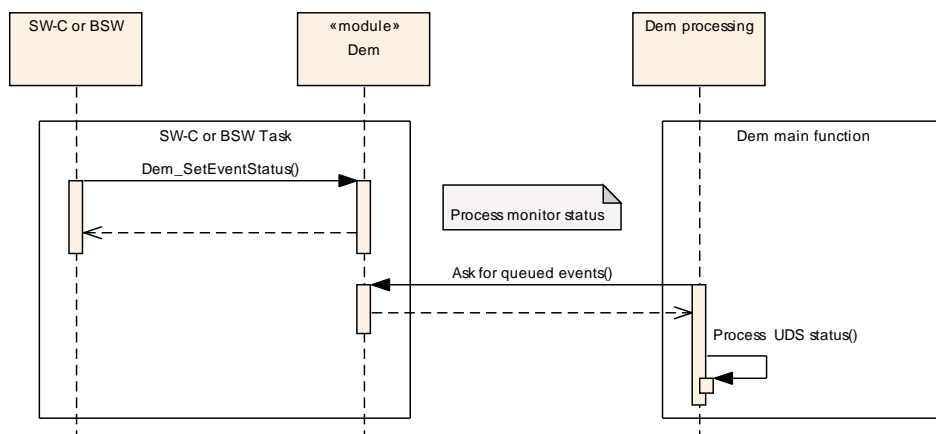 SW-C or BSW
«module»
Dem
Dem processing
SW-C or BSW Task
Dem main function
Dem_SetEventStatus()
Process monitor status
Ask for queued events()
Process UDS status()